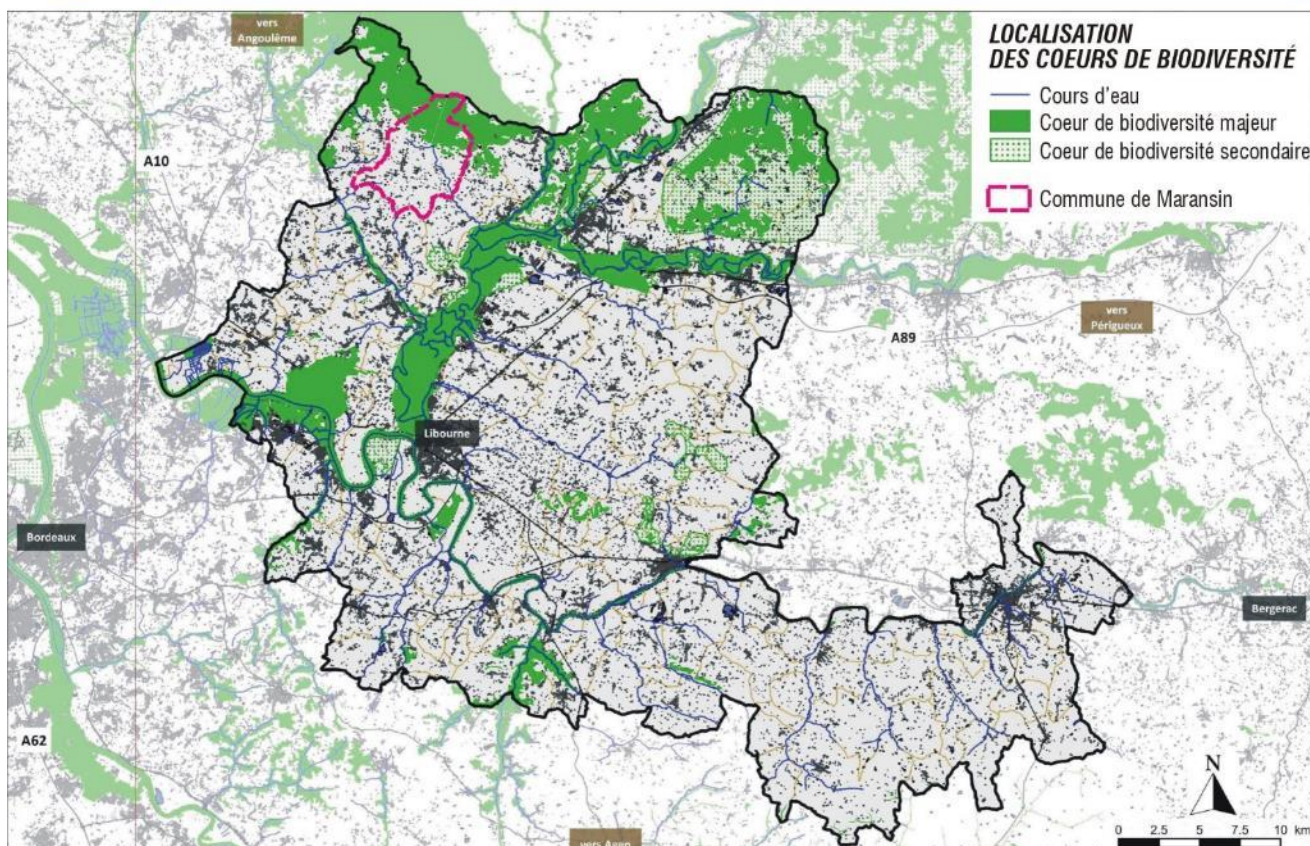 vers
Angoulême
LOCALISATION
DES COEURS DE BIODIVERSITÉ
Cours d'eau
Coeur de biodiversité majeur
Coeur de biodiversité secondaire
Commune de Maransin
A10
vers
Périgueux
A89
Libourne
Bordeaux
Bergerac
A62
N
0 2.5 5 7.5 10 km
vers Agen